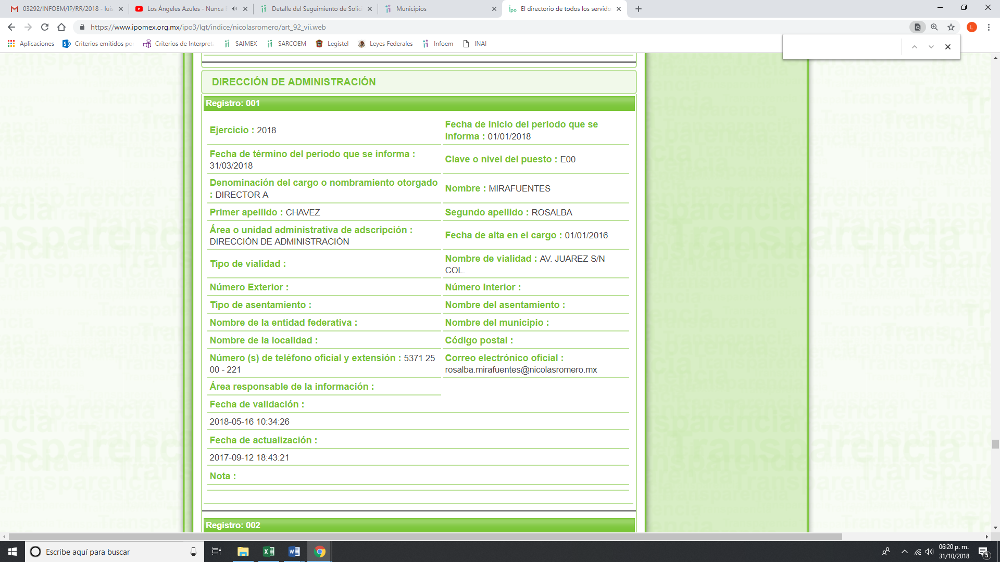 03292/INFOEM/IP/RR/2018 - luis
Los Ángeles Azules - Nunca
Detalle del Seguimiento de Solici
Municipios
El directorio de todos los servido
https://www.ipomex.org.mx/ipo3/lgt/indice/nicolasromero/art_92_vii.web
L
Aplicaciones
Criterios emitidos po
Criterios de Interpret
SAIMEX
SARCOEM
Legistel
Leyes Federales
Infoem
INAI
DIRECCIÓN DE ADMINISTRACIÓN
Registro: 001
Ejercicio : 2018
Fecha de inicio del periodo que se
informa : 01/01/2018
Fecha de término del periodo que se informa :
31/03/2018
Clave o nivel del puesto : E00
Denominación del cargo o nombramiento otorgado
: DIRECTOR A
Nombre : MIRAFUENTES
Primer apellido : CHAVEZ
Segundo apellido : ROSALBA
Área o unidad administrativa de adscripción :
DIRECCIÓN DE ADMINISTRACIÓN
Fecha de alta en el cargo : 01/01/2016
Tipo de vialidad :
Nombre de vialidad : AV. JUAREZ S/N
COL.
Número Exterior :
Número Interior :
Tipo de asentamiento :
Nombre del asentamiento :
Nombre de la entidad federativa :
Nombre del municipio :
Nombre de la localidad :
Código postal :
Número (s) de teléfono oficial y extensión : 5371 25
00 - 221
Correo electrónico oficial :
rosalba.mirafuentes@nicolasromero.mx
Área responsable de la información :
Fecha de validación :
2018-05-16 10:34:26
Fecha de actualización :
2017-09-12 18:43:21
Nota :
Registro: 002
Escribe aquí para buscar
06:20 p. m.
31/10/2018
5